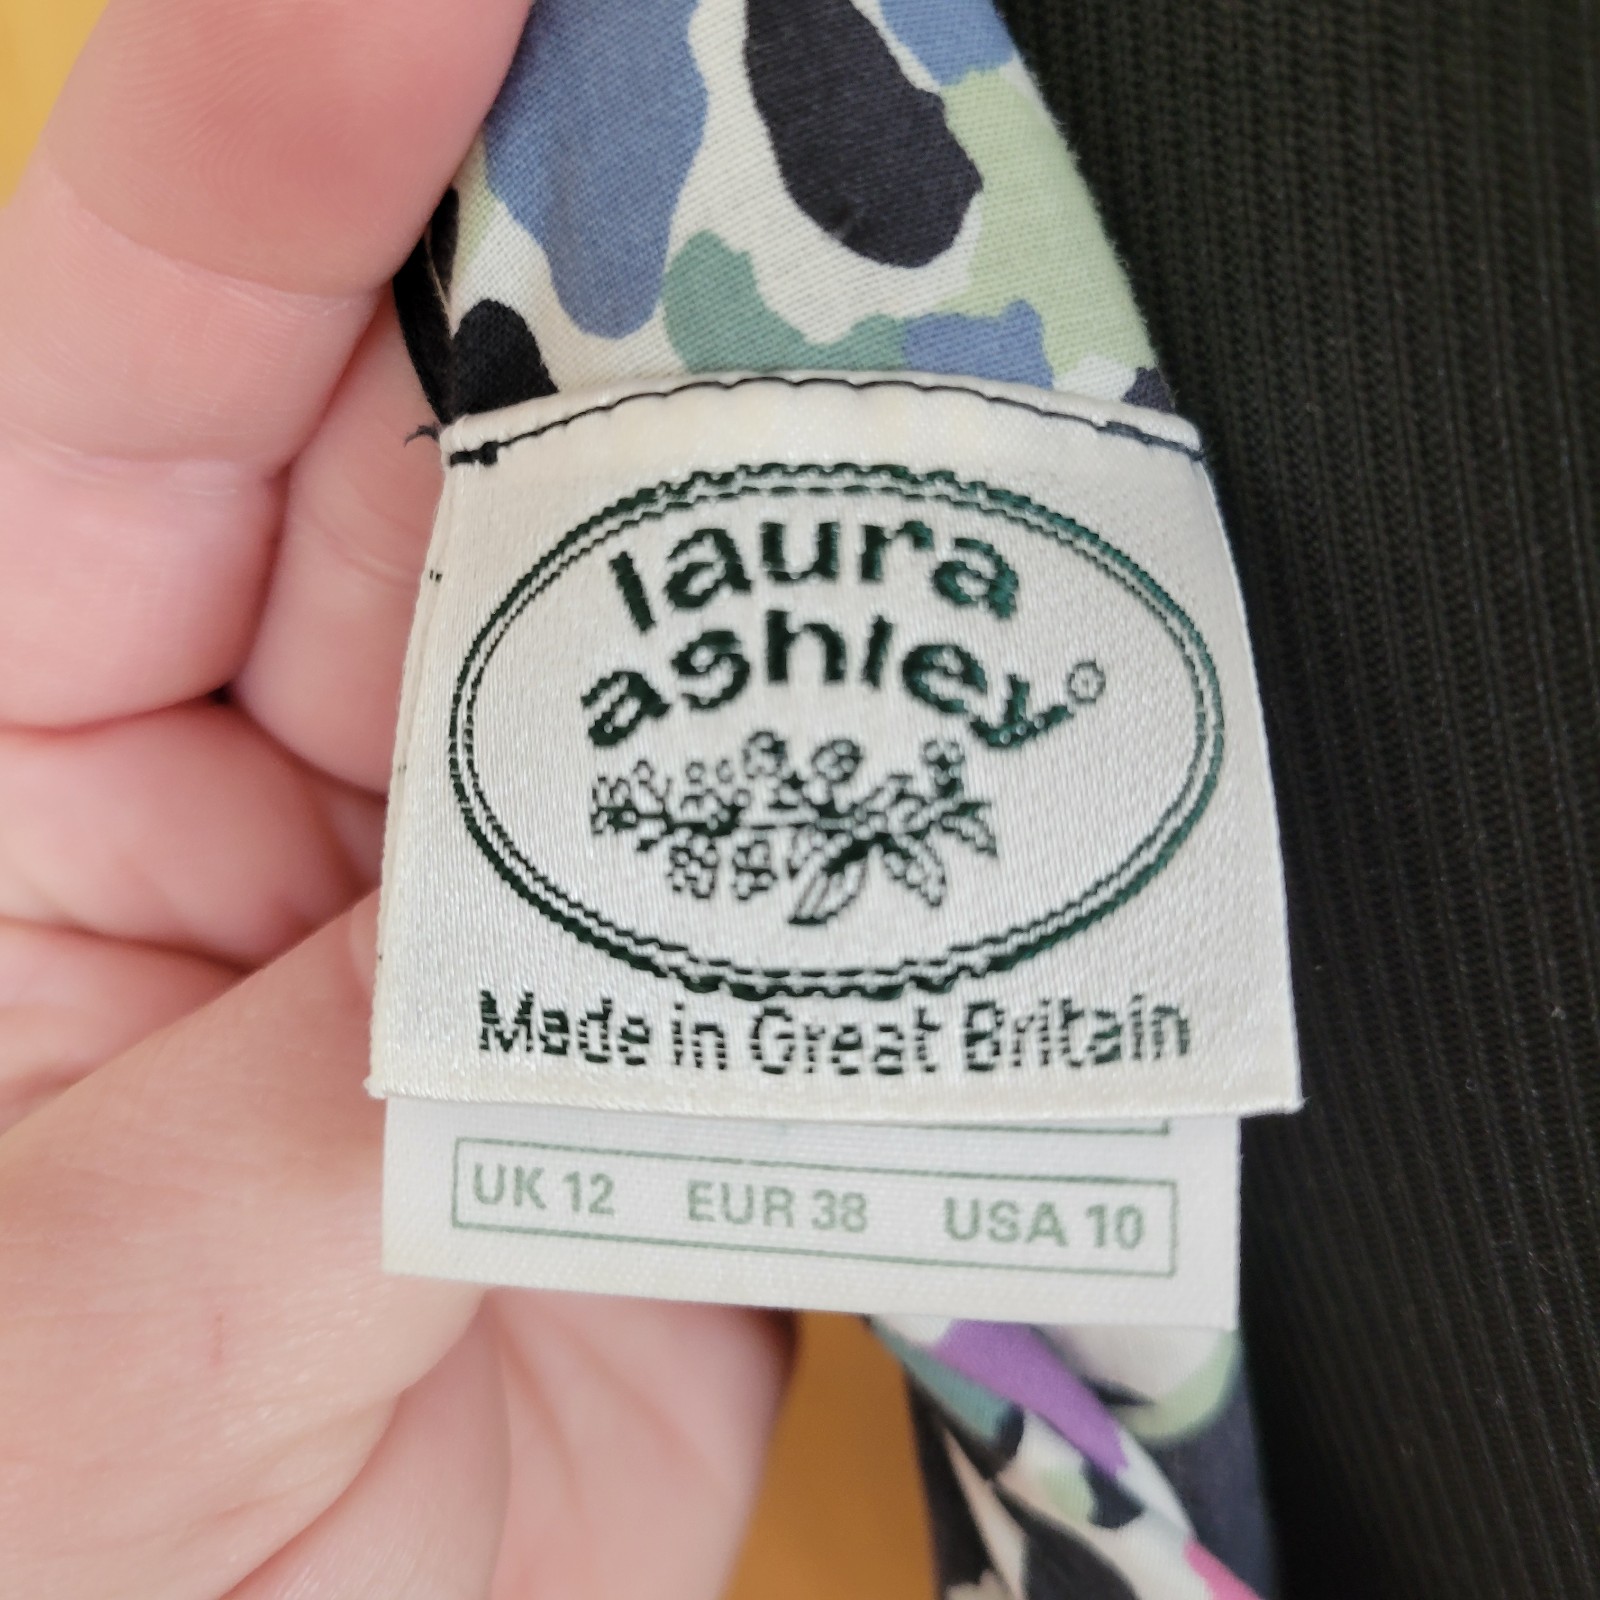 laura
ashley®
Made in Great Britain
UK 12 EUR 38 USA 10